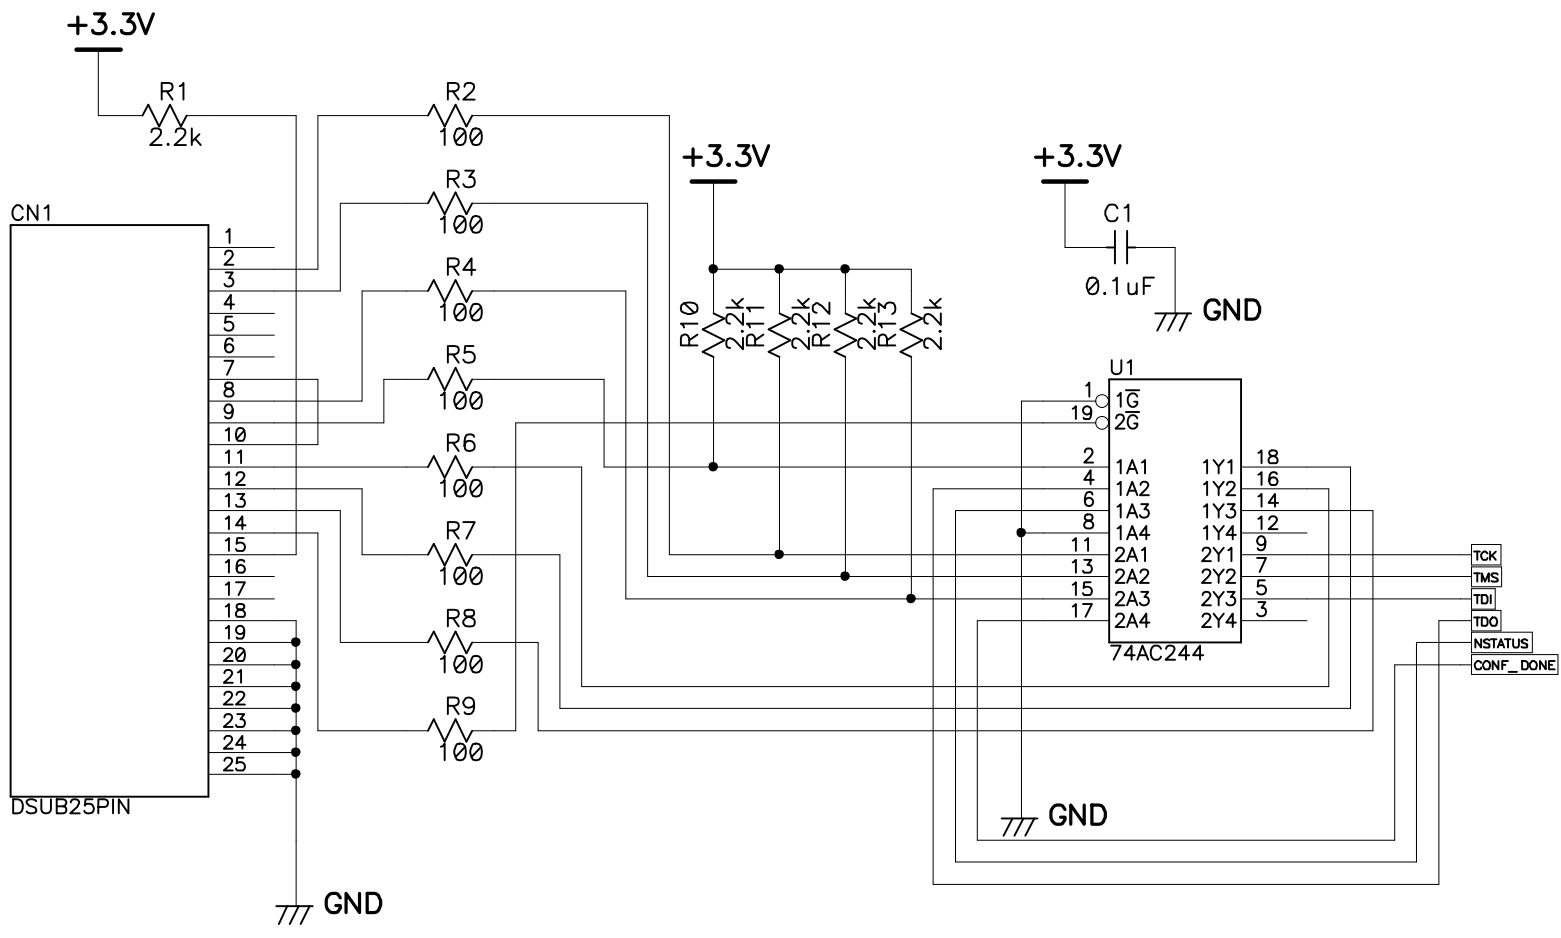 +3.3V
R1
2.2k
R2
100
R3
100
R4
100
R5
100
R6
100
R7
100
R8
100
R9
100
CN1
1
2
3
4
5
6
7
8
9
10
11
12
13
14
15
16
17
18
19
20
21
22
23
24
25
DSUB25PIN
GND
+3.3V
R10
2.2k
R11
2.2k
R12
2.2k
R13
2.2k
+3.3V
C1
0.1uF
GND
U1
1 1G̅
19 2G̅
2 1A1 1Y1 18
4 1A2 1Y2 16
6 1A3 1Y3 14
8 1A4 1Y4 12
11 2A1 2Y1 9
13 2A2 2Y2 7
15 2A3 2Y3 5
17 2A4 2Y4 3
74AC244
TCK
TMS
TDI
TDO
NSTATUS
CONF_DONE
GND